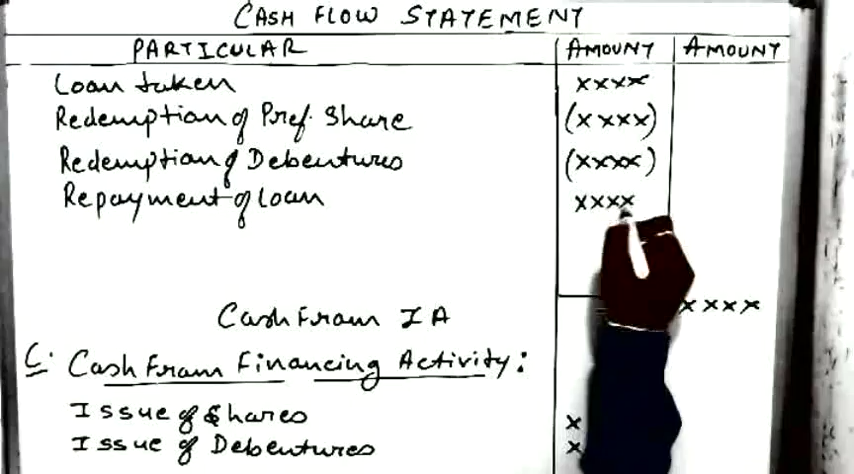 CASH FLOW STATEMENT
PARTICULAR AMOUNT AMOUNT
Loan taken xxxx
Redemption of Pref. Share (xxxx)
Redemption of Debentures (xxxx)
Repayment of Loan xxxx
Cash From IA xxxx
C. Cash From Financing Activity:
Issue of Shares x
Issue of Debentures x